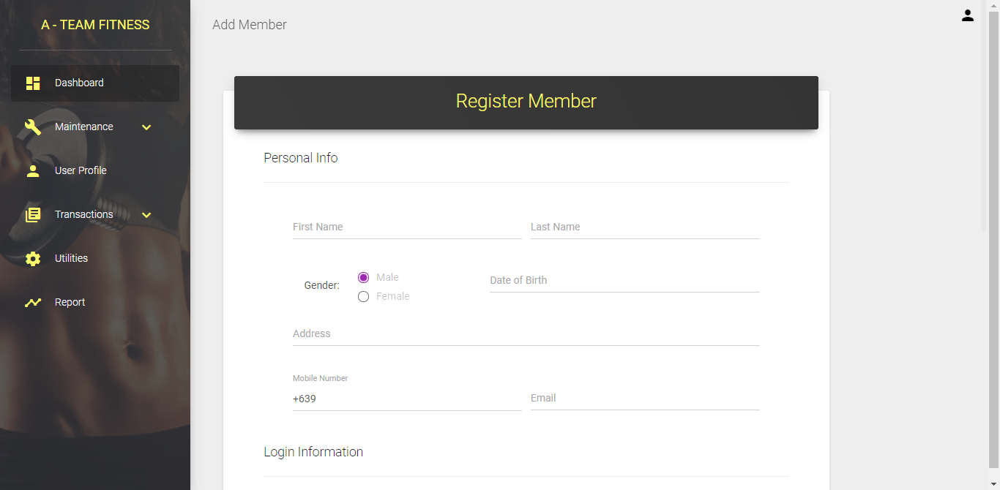 A - TEAM FITNESS
Dashboard
Maintenance
User Profile
Transactions
Utilities
Report
Add Member
Register Member
Personal Info
First Name
Last Name
Gender:
Male
Female
Date of Birth
Address
Mobile Number
+639
Email
Login Information